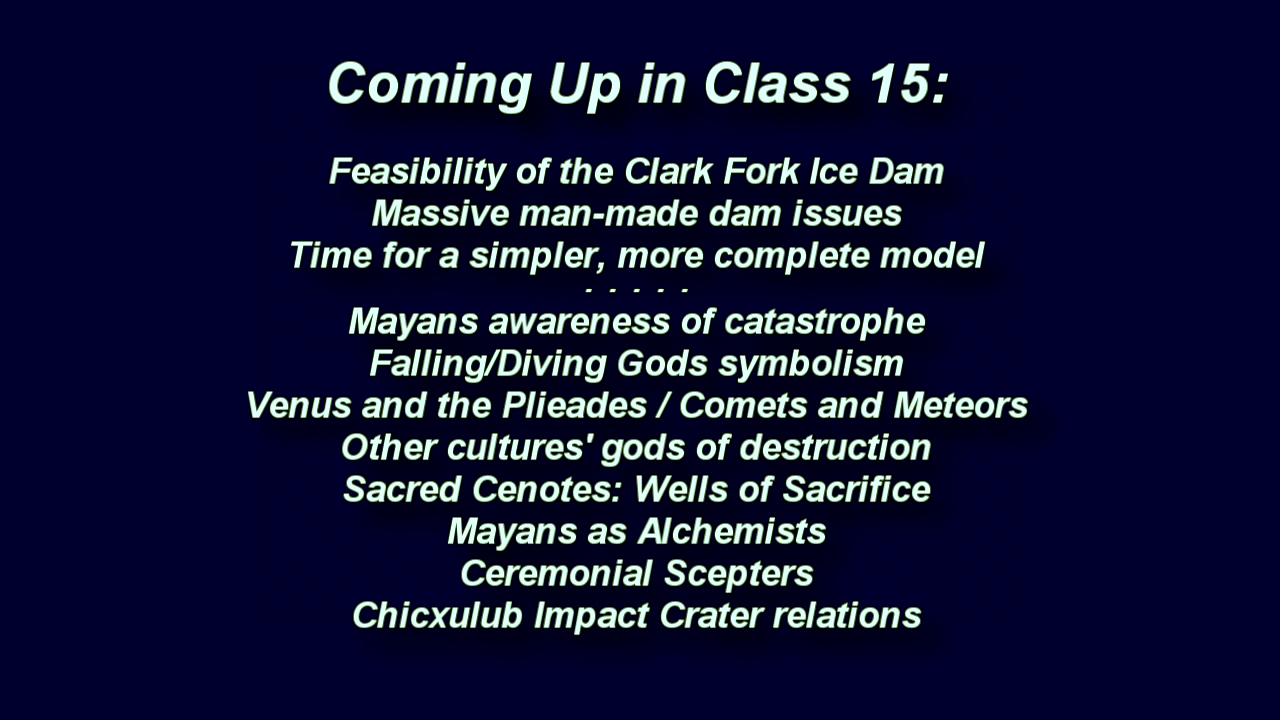 Coming Up in Class 15:
Feasibility of the Clark Fork Ice Dam
Massive man-made dam issues
Time for a simpler, more complete model
. . . . .
Mayans awareness of catastrophe
Falling/Diving Gods symbolism
Venus and the Plieades / Comets and Meteors
Other cultures' gods of destruction
Sacred Cenotes: Wells of Sacrifice
Mayans as Alchemists
Ceremonial Scepters
Chicxulub Impact Crater relations